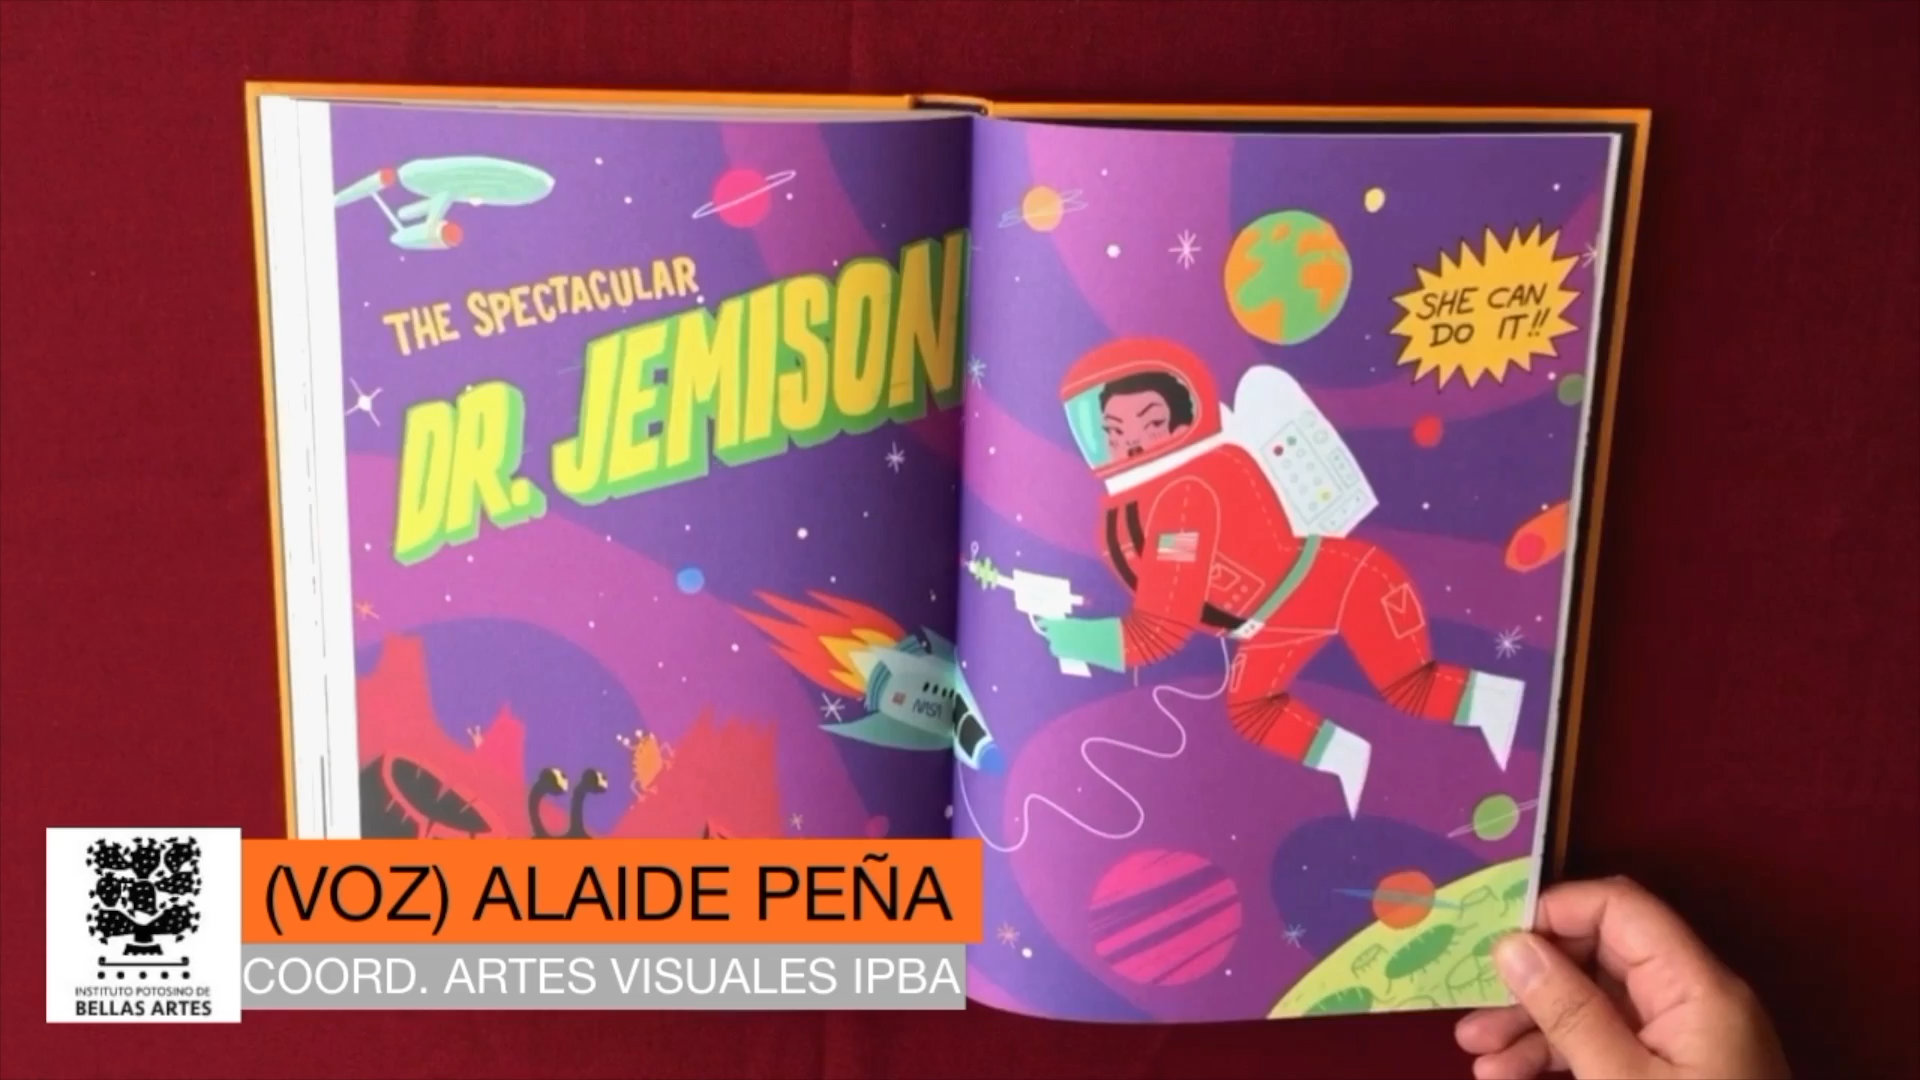 THE SPECTACULAR
DR. JEMISON
SHE CAN
DO IT!!
NASA
(VOZ) ALAIDE PEÑA
COORD. ARTES VISUALES IPBA
INSTITUTO POTOSINO DE
BELLAS ARTES